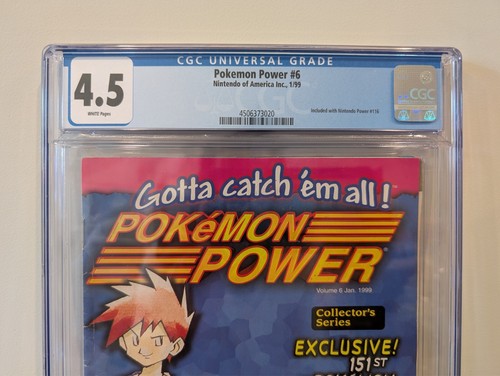 CGC UNIVERSAL GRADE
4.5
WHITE Pages
Pokemon Power #6
Nintendo of America Inc., 1/99
Included with Nintendo Power #116
4506373020
CGC
Gotta catch 'em all!
POKéMON
POWER
Volume 6 Jan. 1999
Collector's
Series
EXCLUSIVE!
151ST
POKÉMON